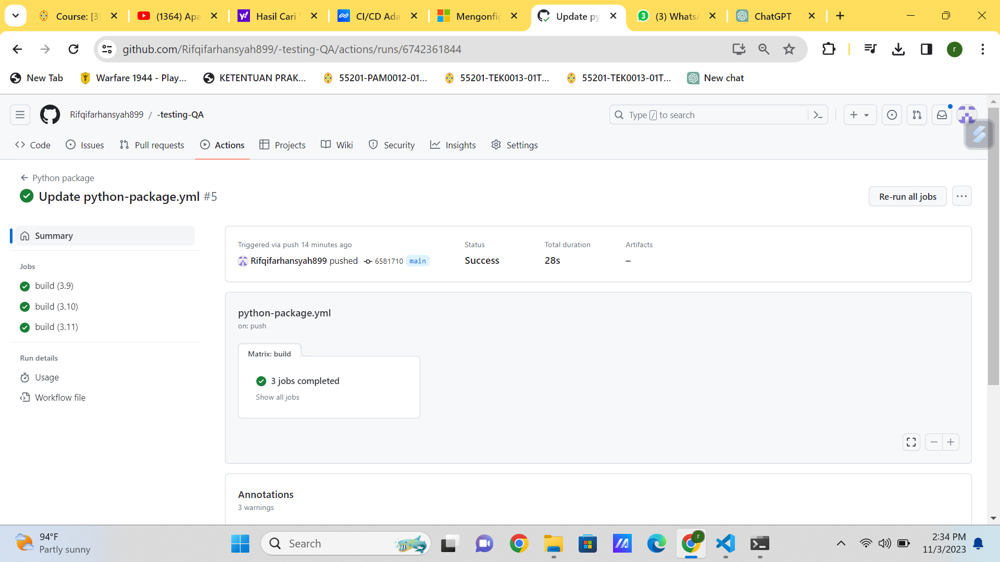 Course: [3]
(1364) Apa
Hasil Cari Y
CI/CD Ada
Mengonfig
Update py
(3) WhatsA
ChatGPT
github.com/Rifqifarhansyah899/-testing-QA/actions/runs/6742361844
r
New Tab
Warfare 1944 - Play...
KETENTUAN PRAK...
55201-PAM0012-01...
55201-TEK0013-01T...
55201-TEK0013-01T...
New chat
Rifqifarhansyah899 / -testing-QA
Type / to search
Code
Issues
Pull requests
Actions
Projects
Wiki
Security
Insights
Settings
Python package
Update python-package.yml #5
Re-run all jobs
Summary
Jobs
build (3.9)
build (3.10)
build (3.11)
Run details
Usage
Workflow file
Triggered via push 14 minutes ago
Rifqifarhansyah899 pushed 6581710 main
Status
Success
Total duration
28s
Artifacts
–
python-package.yml
on: push
Matrix: build
3 jobs completed
Show all jobs
Annotations
3 warnings
94°F
Partly sunny
Search
r
2:34 PM
11/3/2023